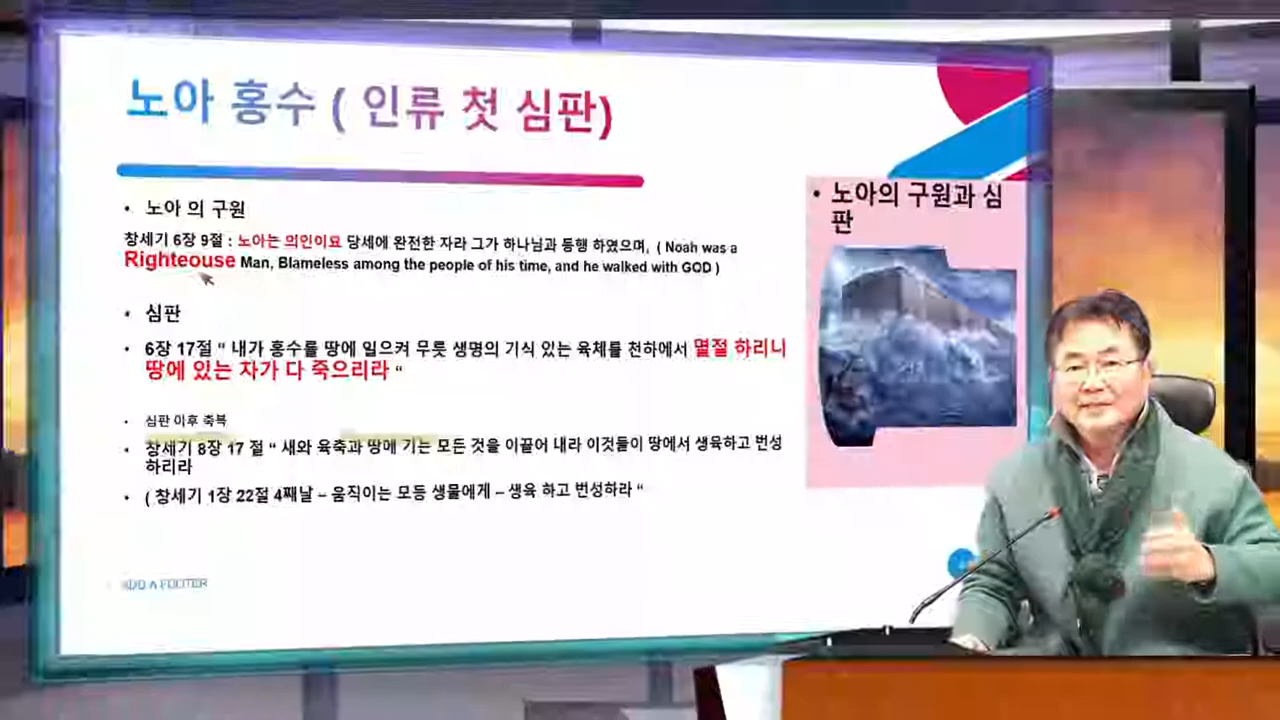 노아 홍수 ( 인류 첫 심판)
• 노아 의 구원
창세기 6장 9절 : 노아는 의인이요 당세에 완전한 자라 그가 하나님과 동행 하였으며, ( Noah was a
Righteouse Man, Blameless among the people of his time, and he walked with GOD )
• 심판
• 6장 17절 “ 내가 홍수를 땅에 일으켜 무릇 생명의 기식 있는 육체를 천하에서 멸절 하리니
땅에 있는 자가 다 죽으리라 “
• 심판 이후 축복
• 창세기 8장 17 절 “ 새와 육축과 땅에 기는 모든 것을 이끌어 내라 이것들이 땅에서 생육하고 번성
하리라
• ( 창세기 1장 22절 4째날 – 움직이는 모등 생물에게 – 생육 하고 번성하라 “
ADD A FOOTER
• 노아의 구원과 심
판